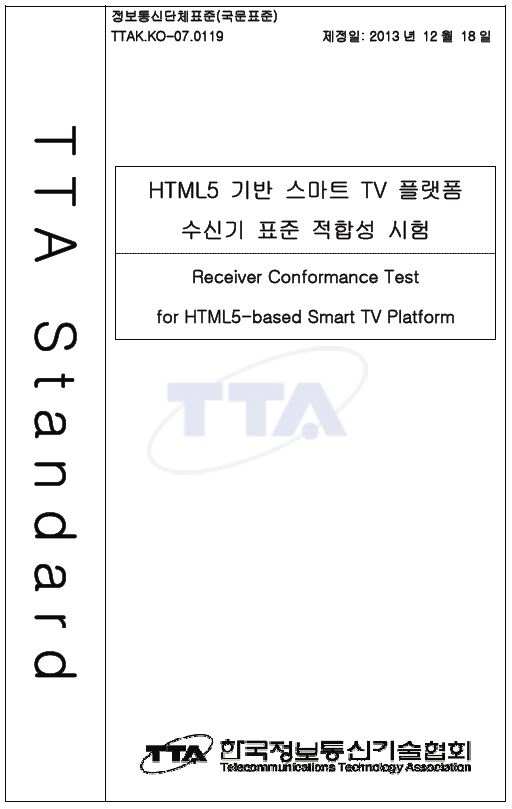 정보통신단체표준(국문표준)
TTAK.KO-07.0119 제정일: 2013 년 12 월 18 일
TTA Standard
HTML5 기반 스마트 TV 플랫폼
수신기 표준 적합성 시험
Receiver Conformance Test
for HTML5-based Smart TV Platform
TTA
TTA 한국정보통신기술협회
Telecommunications Technology Association